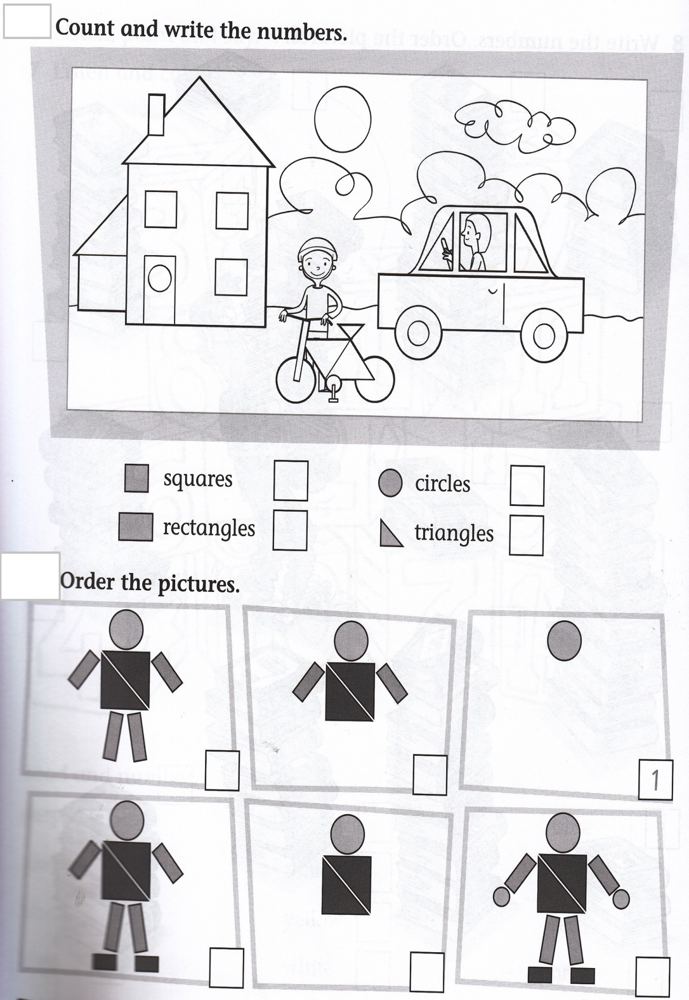 Count and write the numbers.
squares
circles
rectangles
triangles
Order the pictures.
1